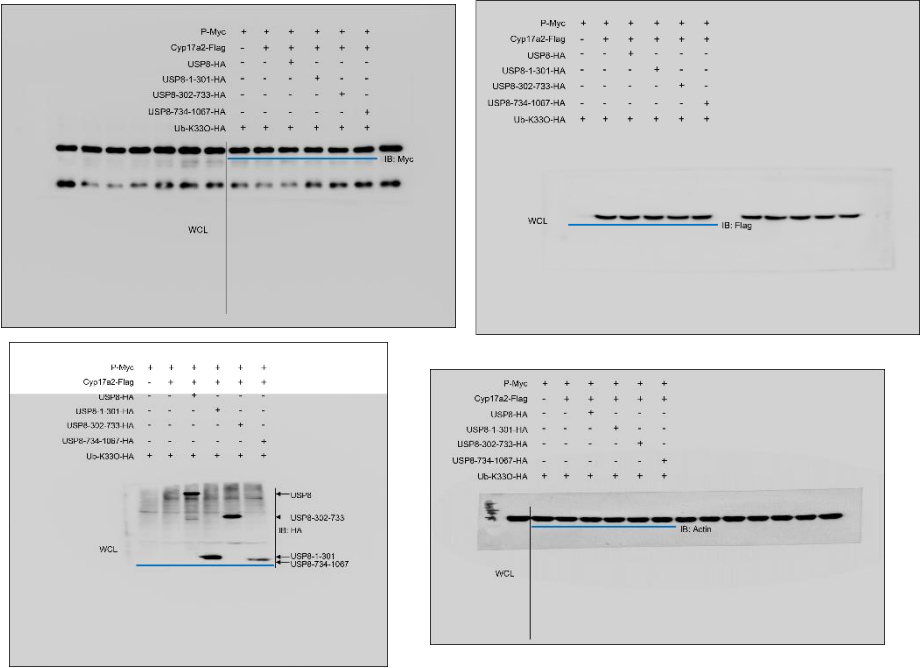 P-Myc + + + + + +
Cyp17a2-Flag - + + + + +
USP8-HA - - + - - -
USP8-1-301-HA - - - + - -
USP8-302-733-HA - - - - + -
USP8-734-1067-HA - - - - - +
Ub-K33O-HA + + + + + +
IB: Myc
WCL
P-Myc + + + + + +
Cyp17a2-Flag - + + + + +
USP8-HA - - + - - -
USP8-1-301-HA - - - + - -
USP8-302-733-HA - - - - + -
USP8-734-1067-HA - - - - - +
Ub-K33O-HA + + + + + +
WCL
IB: Flag
P-Myc + + + + + +
Cyp17a2-Flag - + + + + +
USP8-HA - - + - - -
USP8-1-301-HA - - - + - -
USP8-302-733-HA - - - - + -
USP8-734-1067-HA - - - - - +
Ub-K33O-HA + + + + + +
USP8
USP8-302-733
IB: HA
WCL
USP8-1-301
USP8-734-1067
P-Myc + + + + + +
Cyp17a2-Flag - + + + + +
USP8-HA - - + - - -
USP8-1-301-HA - - - + - -
USP8-302-733-HA - - - - + -
USP8-734-1067-HA - - - - - +
Ub-K33O-HA + + + + + +
IB: Actin
WCL